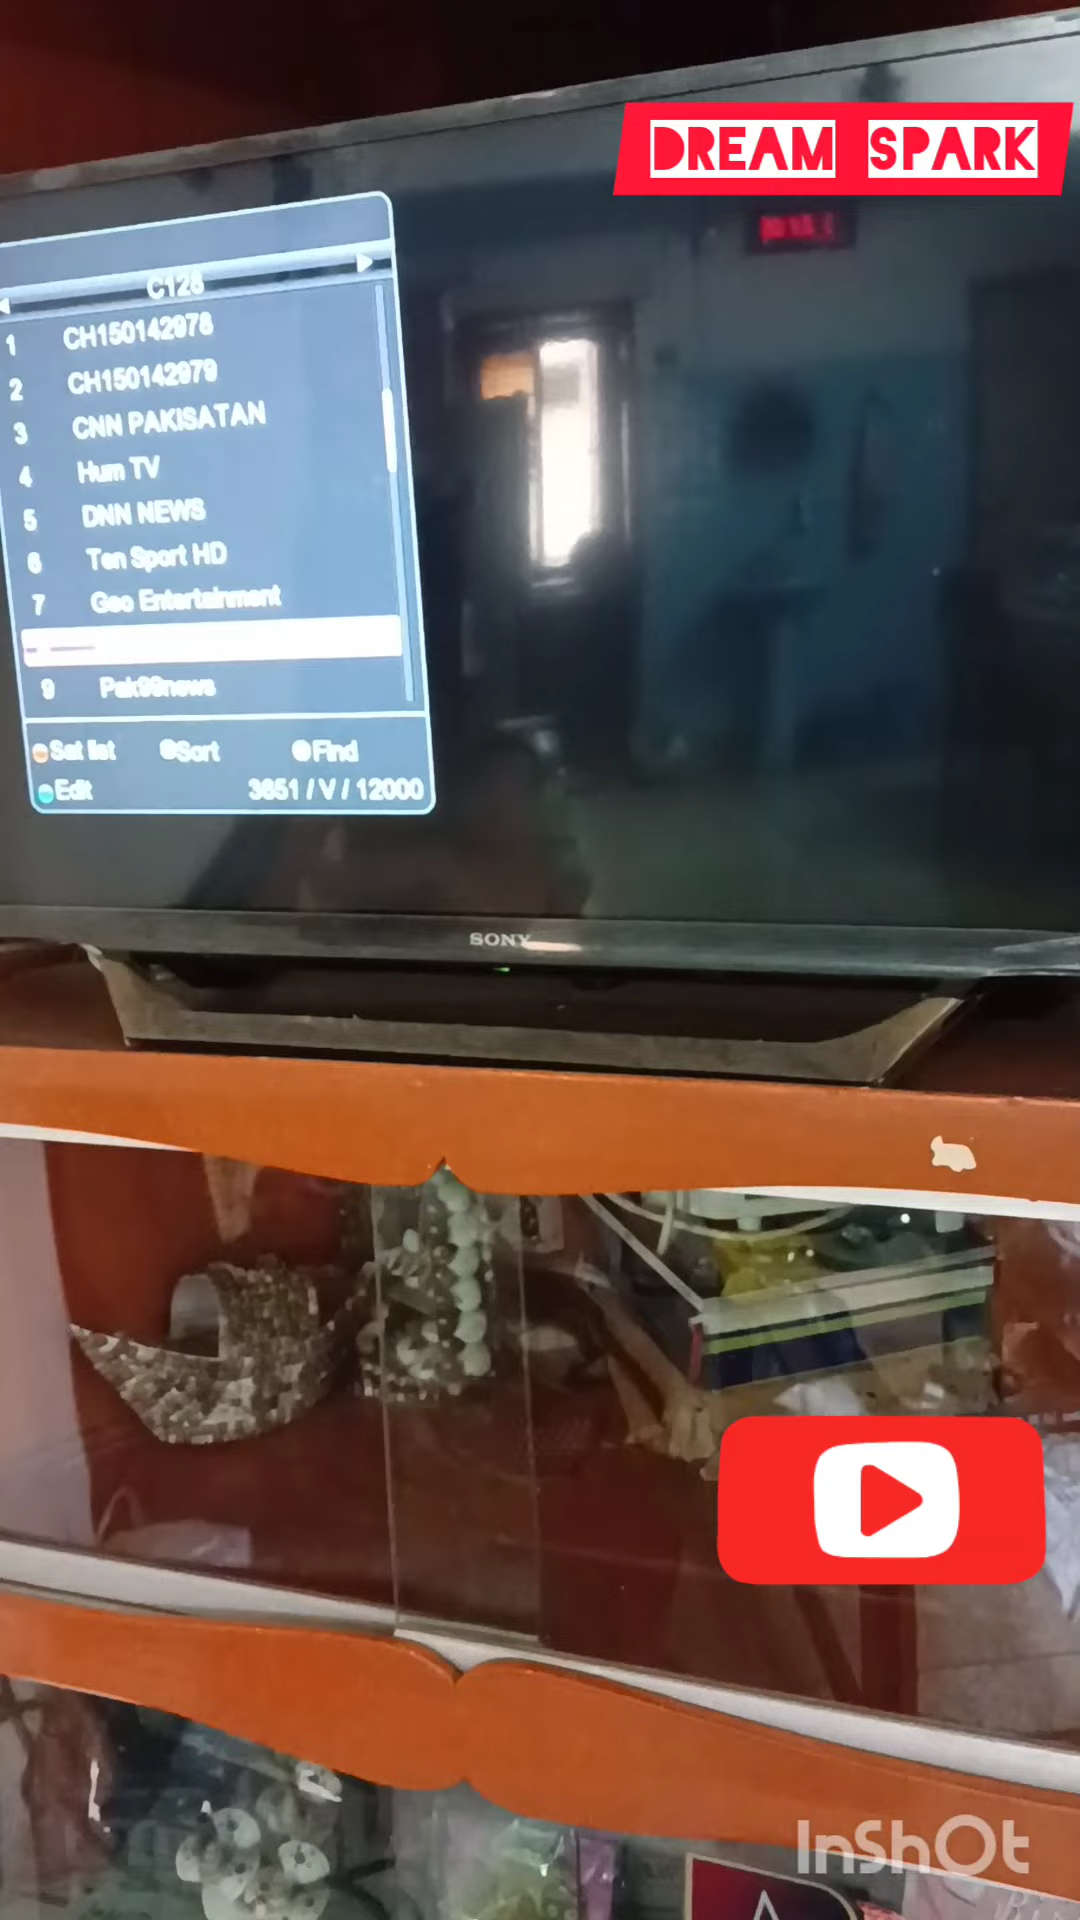 DREAM SPARK
C128
1 CH150142978
2 CH150142979
3 CNN PAKISATAN
4 Hum TV
5 DNN NEWS
6 Ten Sport HD
7 Geo Entertainment
9 Pak99news
Sat list Sort Find
Edit 3651 / V / 12000
SONY
InShOt